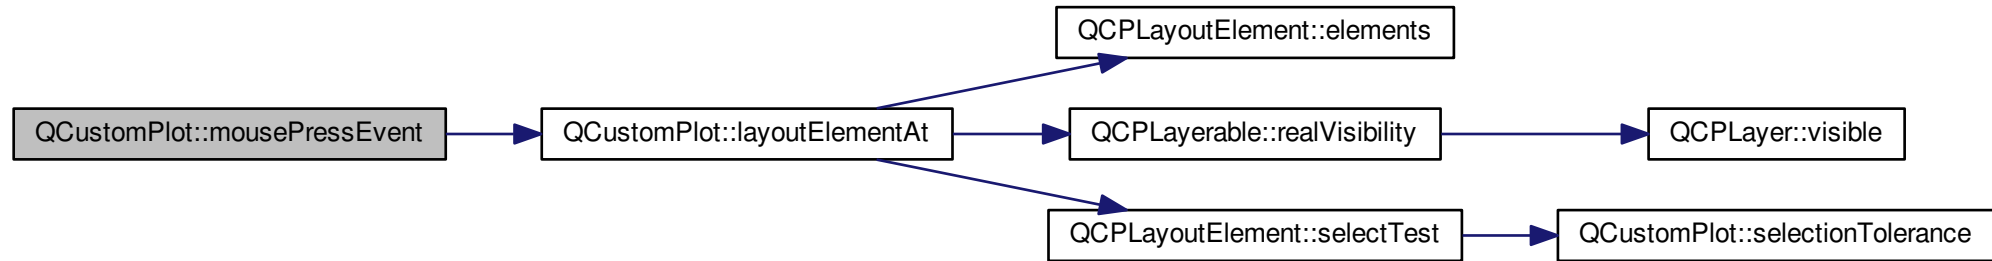 QCPLayoutElement::elements
QCustomPlot::mousePressEvent
QCustomPlot::layoutElementAt
QCPLayerable::realVisibility
QCPLayer::visible
QCPLayoutElement::selectTest
QCustomPlot::selectionTolerance